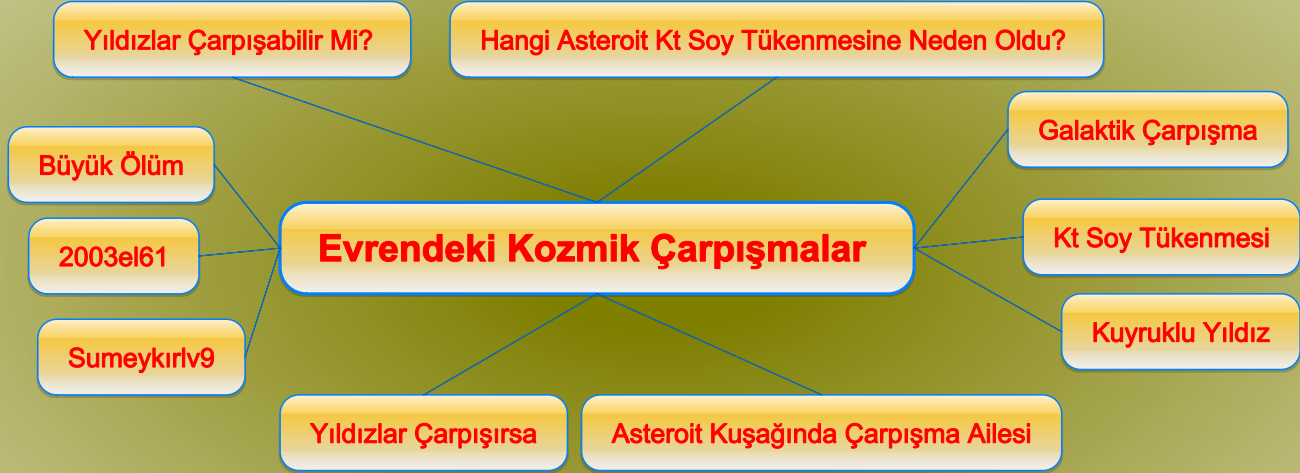 Yıldızlar Çarpışabilir Mi?
Hangi Asteroit Kt Soy Tükenmesine Neden Oldu?
Galaktik Çarpışma
Büyük Ölüm
Evrendeki Kozmik Çarpışmalar
Kt Soy Tükenmesi
2003el61
Kuyruklu Yıldız
Sumeykırlv9
Yıldızlar Çarpışırsa
Asteroit Kuşağında Çarpışma Ailesi